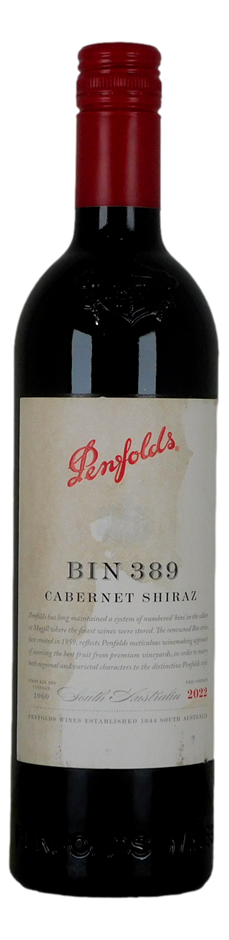 Penfolds
BIN 389
CABERNET SHIRAZ
Penfolds has long maintained a system of numbered 'bins' in the cellars
at Magill where the finest wines were stored. The renowned Bin series,
first created in 1959, reflects Penfolds meticulous winemaking approach
of sourcing the best fruit from premium vineyards, in order to marry
both regional and varietal characters to the distinctive Penfolds style.
VINTAGE
1960 South Australia 2022
PENFOLDS WINES ESTABLISHED 1844 SOUTH AUSTRALIA